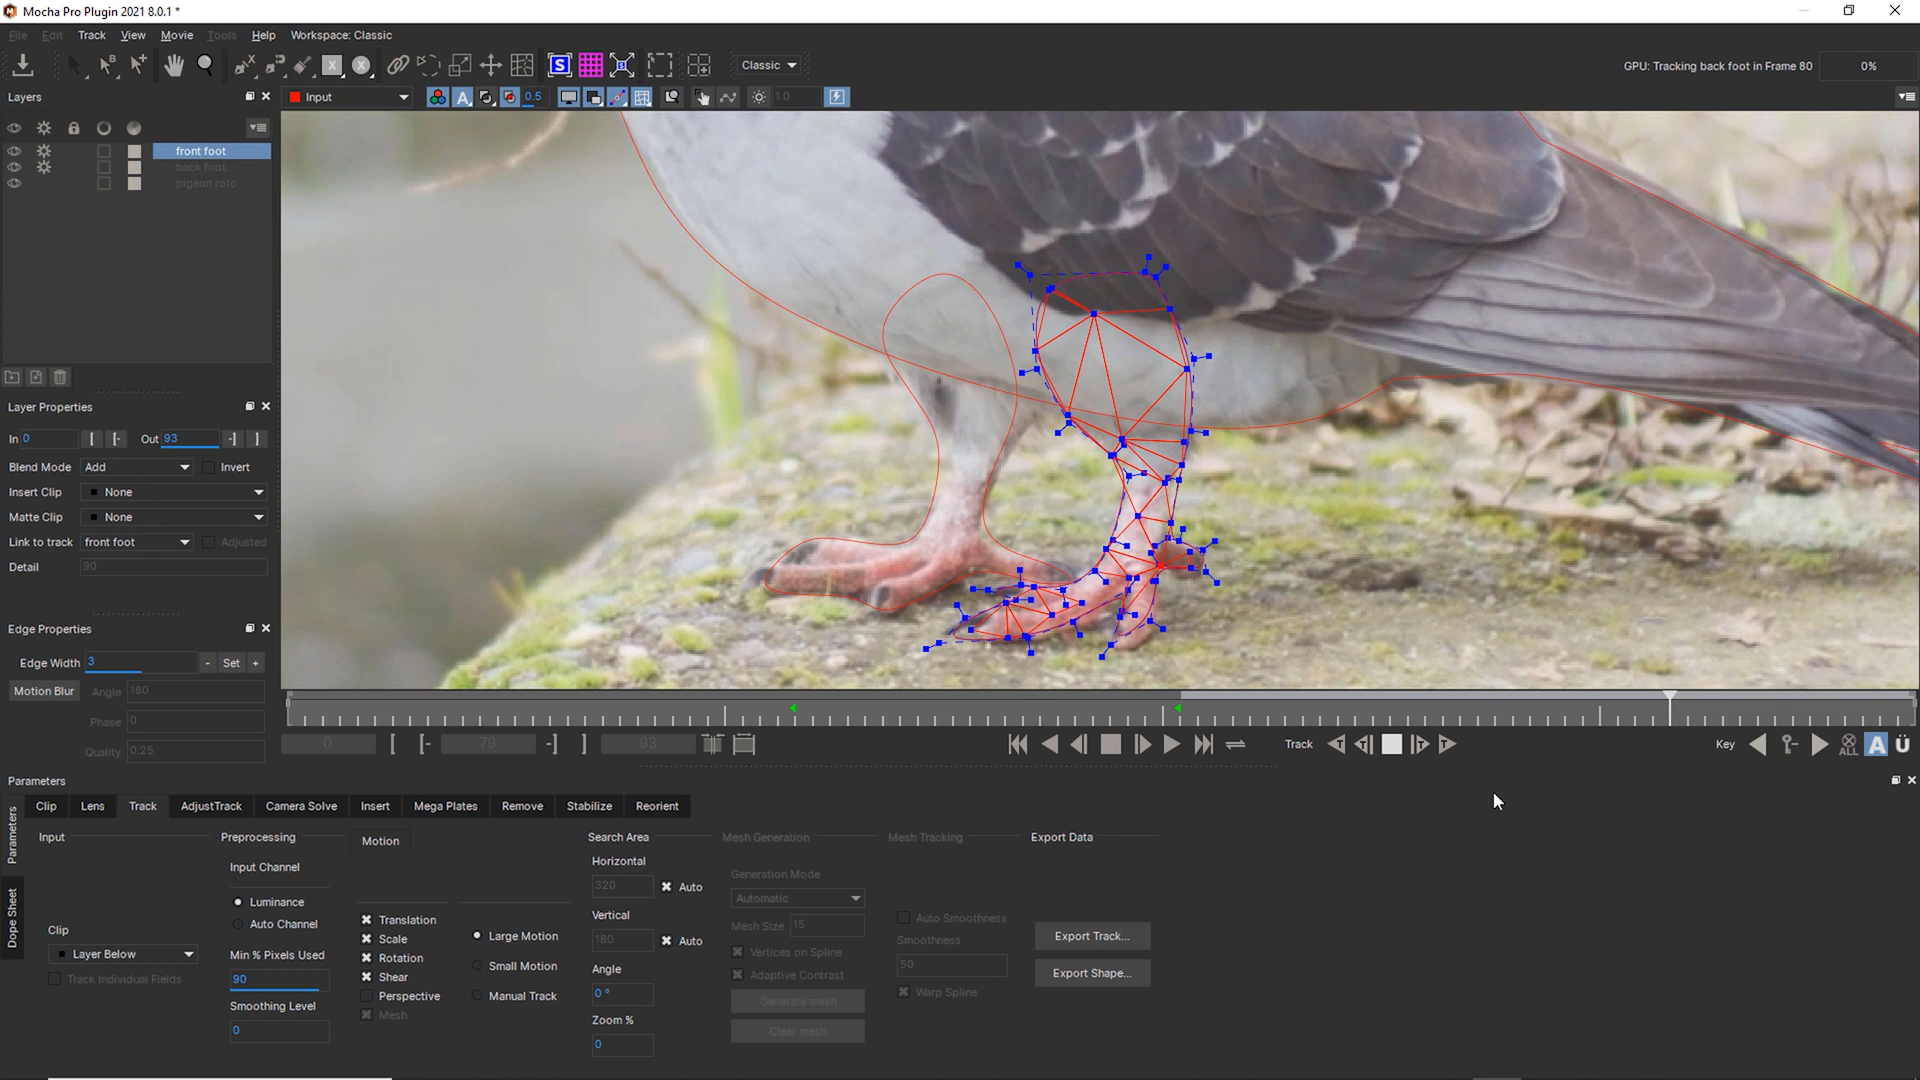 Mocha Pro Plugin 2021 8.0.1 *
File Edit Track View Movie Tools Help Workspace: Classic
Classic
GPU: Tracking back foot in Frame 80 0%
Layers
Input
0.5
1.0
front foot
back foot
pigeon roto
Layer Properties
In 0 Out 93
Blend Mode Add Invert
Insert Clip None
Matte Clip None
Link to track front foot Adjusted
Detail 90
Edge Properties
Edge Width 3 - Set +
Motion Blur Angle 180
Phase 0
Quality 0.25
0 79 93
Track
Key
ALL
Parameters
Clip Lens Track AdjustTrack Camera Solve Insert Mega Plates Remove Stabilize Reorient
Parameters
Dope Sheet
Input
Clip
Layer Below
Track Individual Fields
Preprocessing
Input Channel
Luminance
Auto Channel
Min % Pixels Used
90
Smoothing Level
0
Motion
Translation
Scale
Rotation
Shear
Perspective
Mesh
Large Motion
Small Motion
Manual Track
Search Area
Horizontal
320 Auto
Vertical
180 Auto
Angle
0 °
Zoom %
0
Mesh Generation
Generation Mode
Automatic
Mesh Size 15
Vertices on Spline
Adaptive Contrast
Generate mesh
Clear mesh
Mesh Tracking
Auto Smoothness
Smoothness
50
Warp Spline
Export Data
Export Track...
Export Shape...